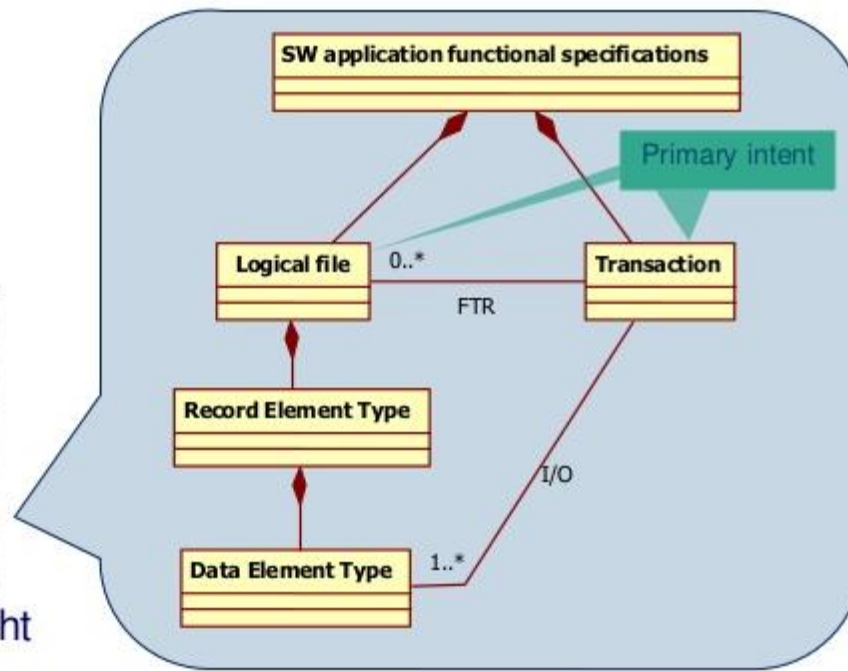 SW application functional specifications
Primary intent
Logical file
0..*
Transaction
FTR
Record Element Type
I/O
Data Element Type
1..*
ht